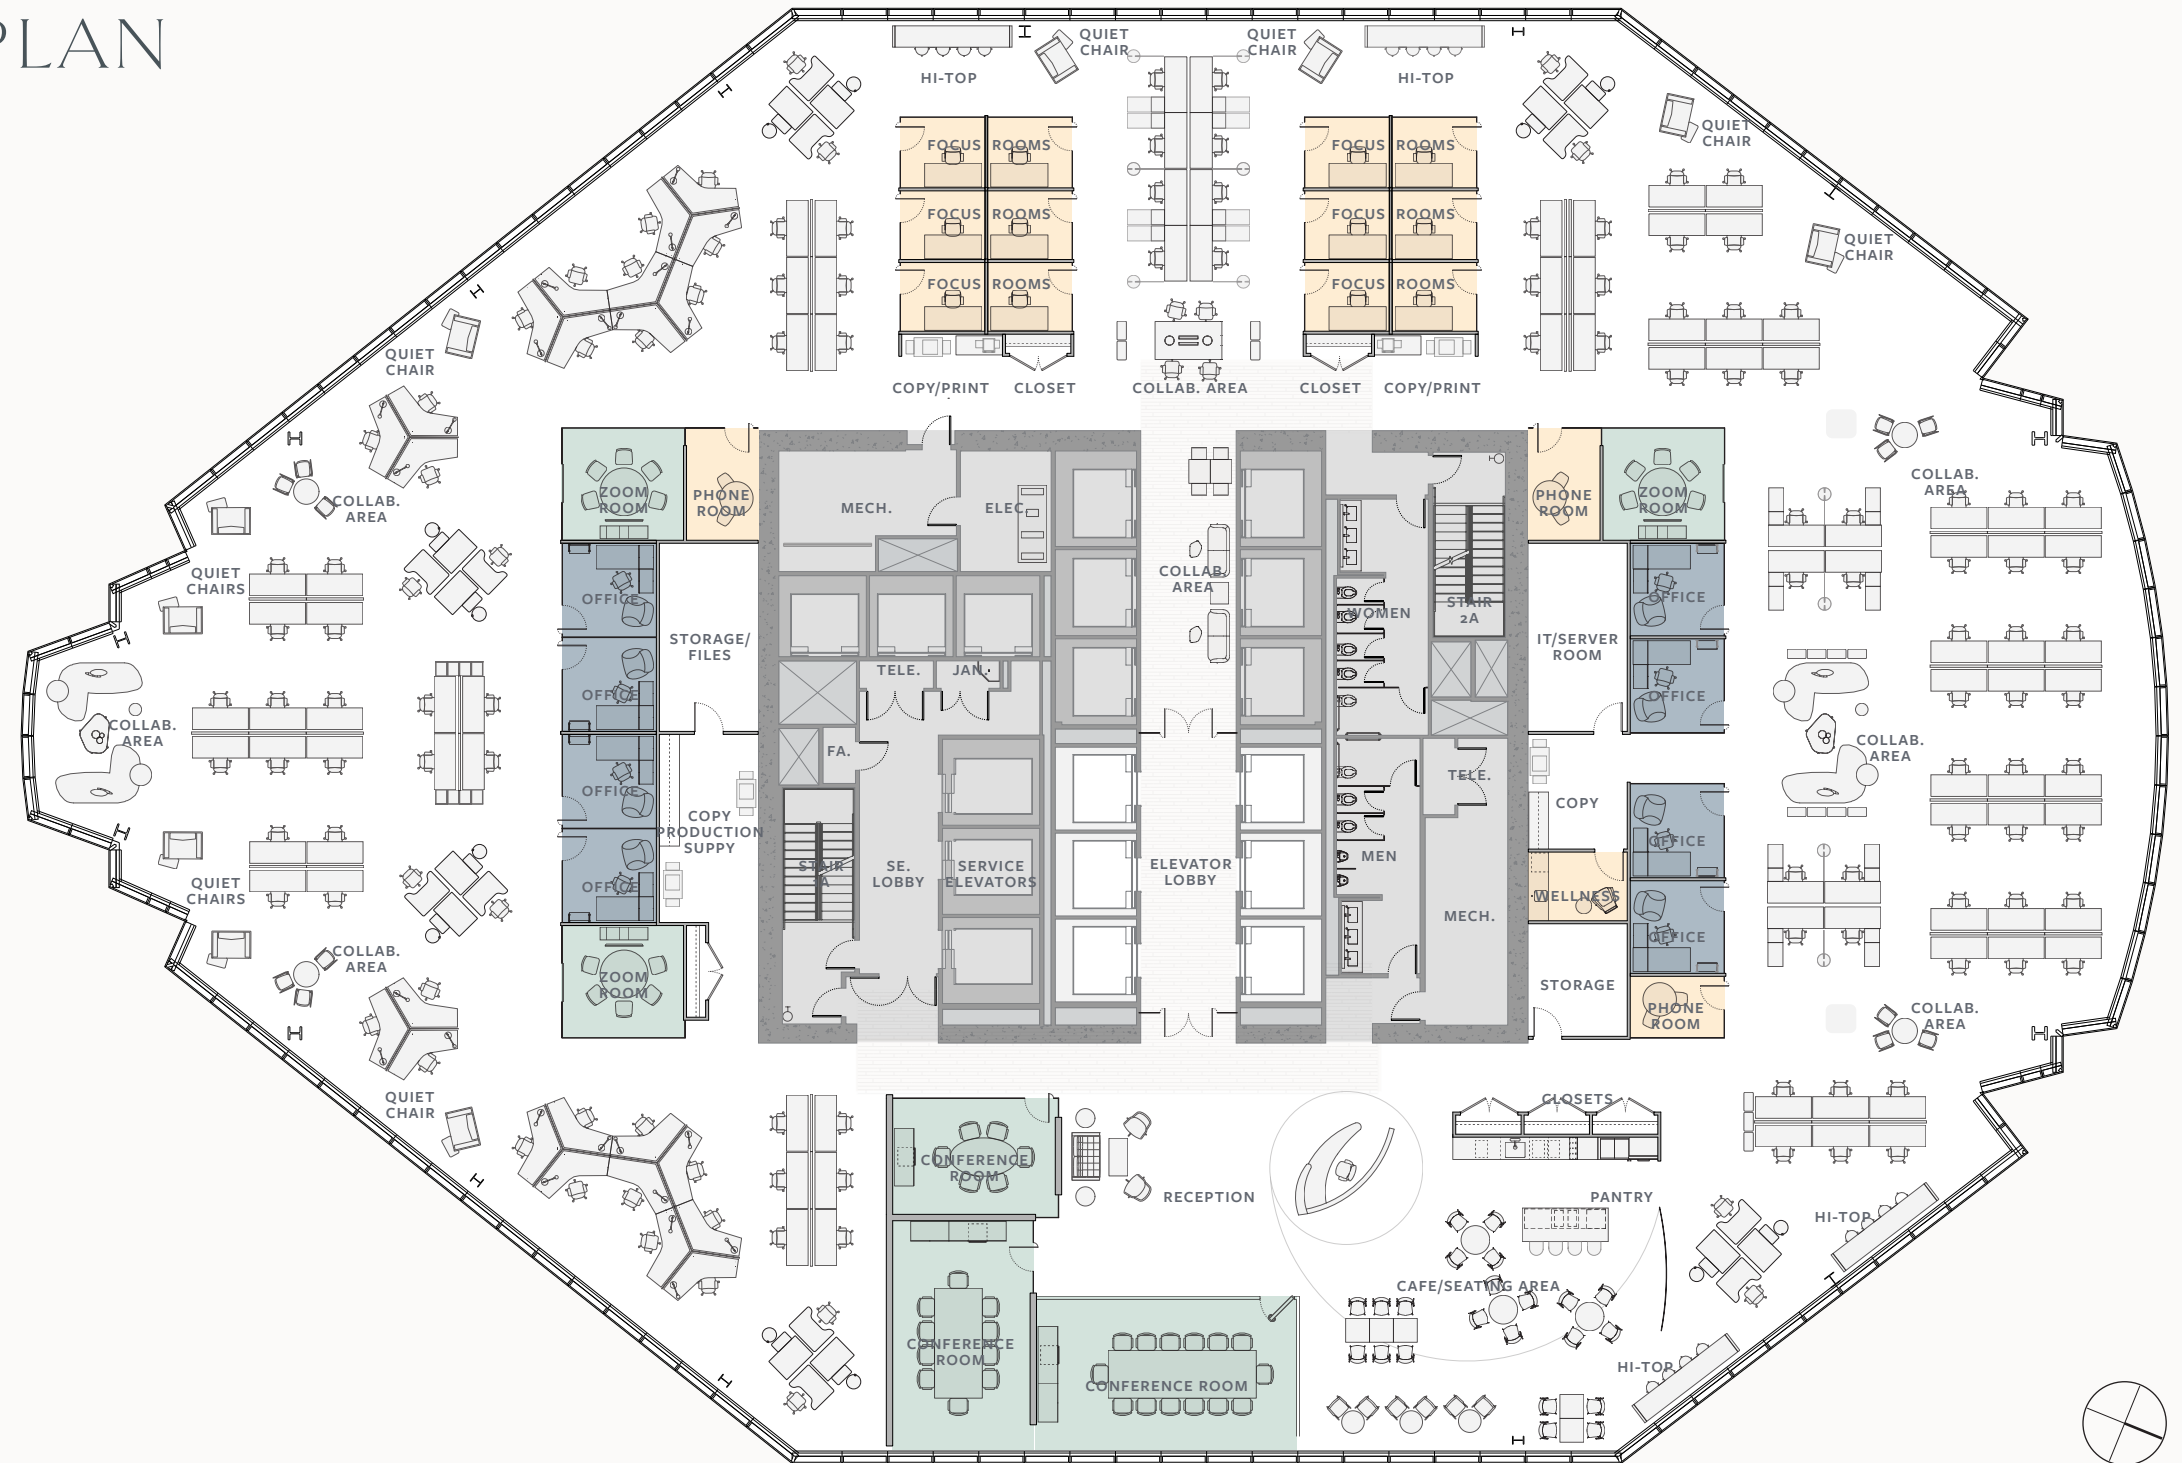 PLAN
QUIET
CHAIR
QUIET
CHAIR
HI-TOP
HI-TOP
QUIET
CHAIR
FOCUS ROOMS
FOCUS ROOMS
FOCUS ROOMS
FOCUS ROOMS
FOCUS ROOMS
FOCUS ROOMS
QUIET
CHAIR
QUIET
CHAIR
COPY/PRINT
CLOSET
COLLAB. AREA
CLOSET
COPY/PRINT
COLLAB.
AREA
ZOOM
ROOM
PHONE
ROOM
MECH.
ELEC.
PHONE
ROOM
ZOOM
ROOM
COLLAB.
AREA
QUIET
CHAIRS
OFFICE
COLLAB.
AREA
WOMEN
STAIR
2A
OFFICE
STORAGE/
FILES
TELE.
JAN.
IT/SERVER
ROOM
OFFICE
OFFICE
COLLAB.
AREA
FA.
COLLAB.
AREA
OFFICE
TELE.
COPY
COPY
PRODUCTION
SUPPY
STAIR
1A
SE.
LOBBY
SERVICE
ELEVATORS
ELEVATOR
LOBBY
MEN
OFFICE
QUIET
CHAIRS
OFFICE
WELLNESS
MECH.
OFFICE
COLLAB.
AREA
ZOOM
ROOM
STORAGE
PHONE
ROOM
COLLAB.
AREA
QUIET
CHAIR
CLOSETS
CONFERENCE
ROOM
RECEPTION
PANTRY
HI-TOP
CAFE/SEATING AREA
CONFERENCE
ROOM
HI-TOP
CONFERENCE ROOM